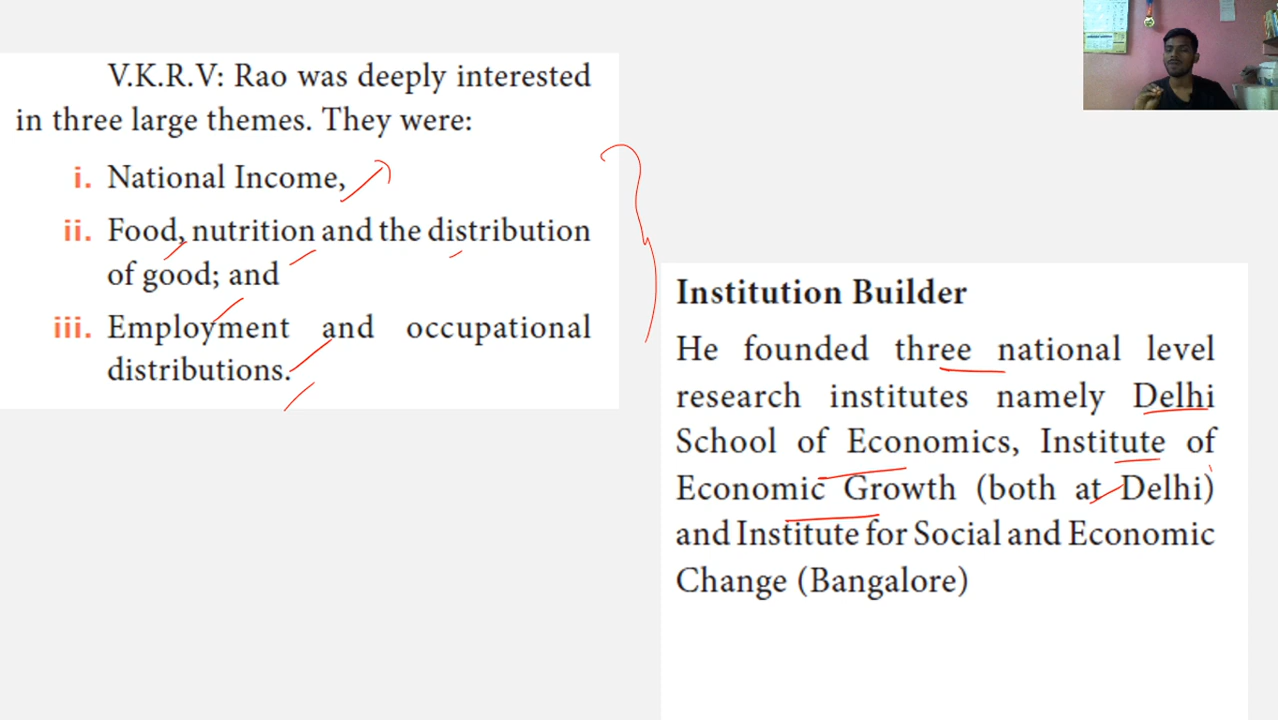 V.K.R.V: Rao was deeply interested
in three large themes. They were:
i. National Income,
ii. Food, nutrition and the distribution
of good; and
iii. Employment and occupational
distributions.
Institution Builder
He founded three national level
research institutes namely Delhi
School of Economics, Institute of
Economic Growth (both at Delhi)
and Institute for Social and Economic
Change (Bangalore)